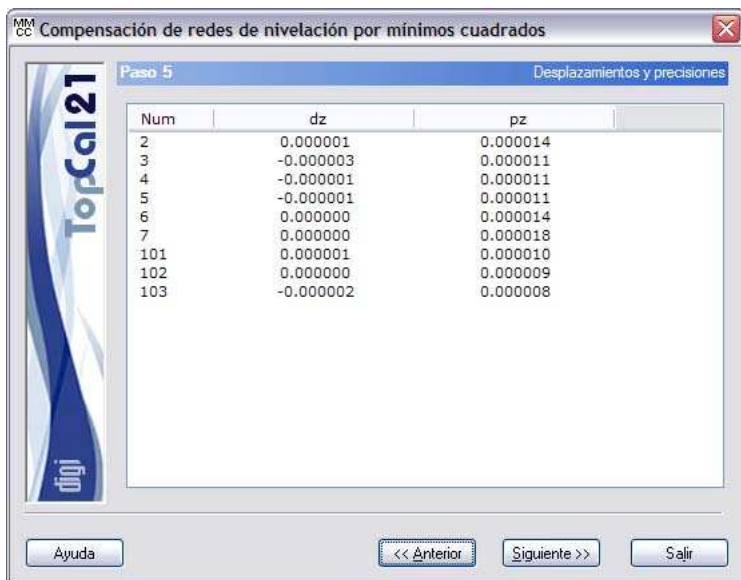 MM
CC
Compensación de redes de nivelación por mínimos cuadrados
TopCal21
digi
Paso 5 Desplazamientos y precisiones
Num dz pz
2 0.000001 0.000014
3 -0.000003 0.000011
4 -0.000001 0.000011
5 -0.000001 0.000011
6 0.000000 0.000014
7 0.000000 0.000018
101 0.000001 0.000010
102 0.000000 0.000009
103 -0.000002 0.000008
Ayuda << Anterior Siguiente >> Salir